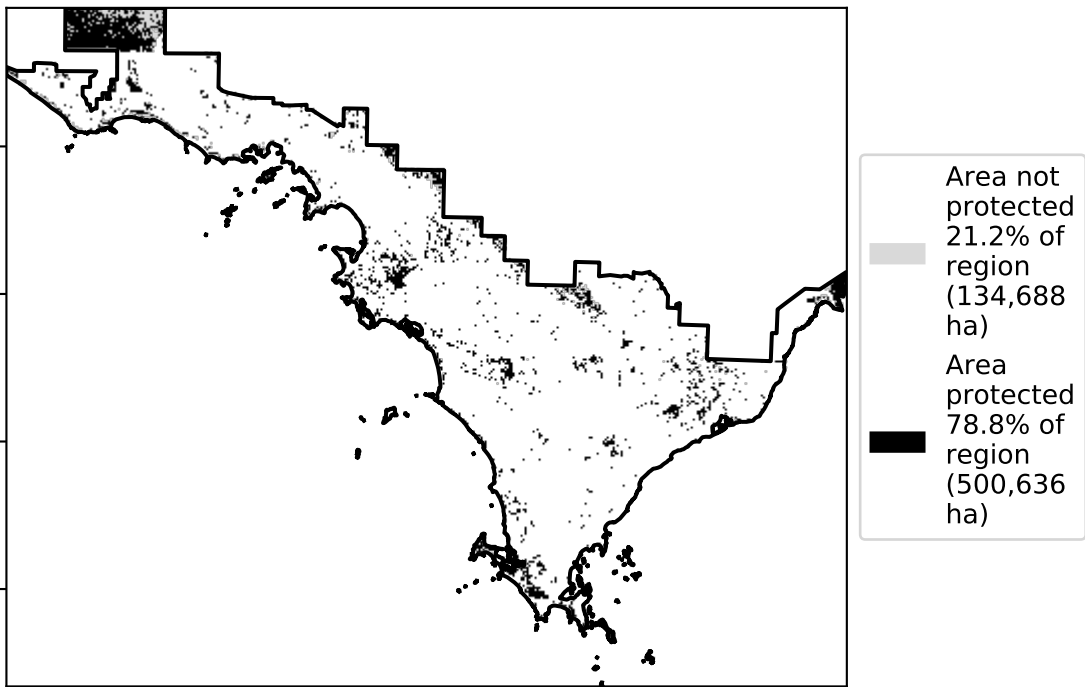 Area not
protected
21.2% of
region
(134,688
ha)
Area
protected
78.8% of
region
(500,636
ha)